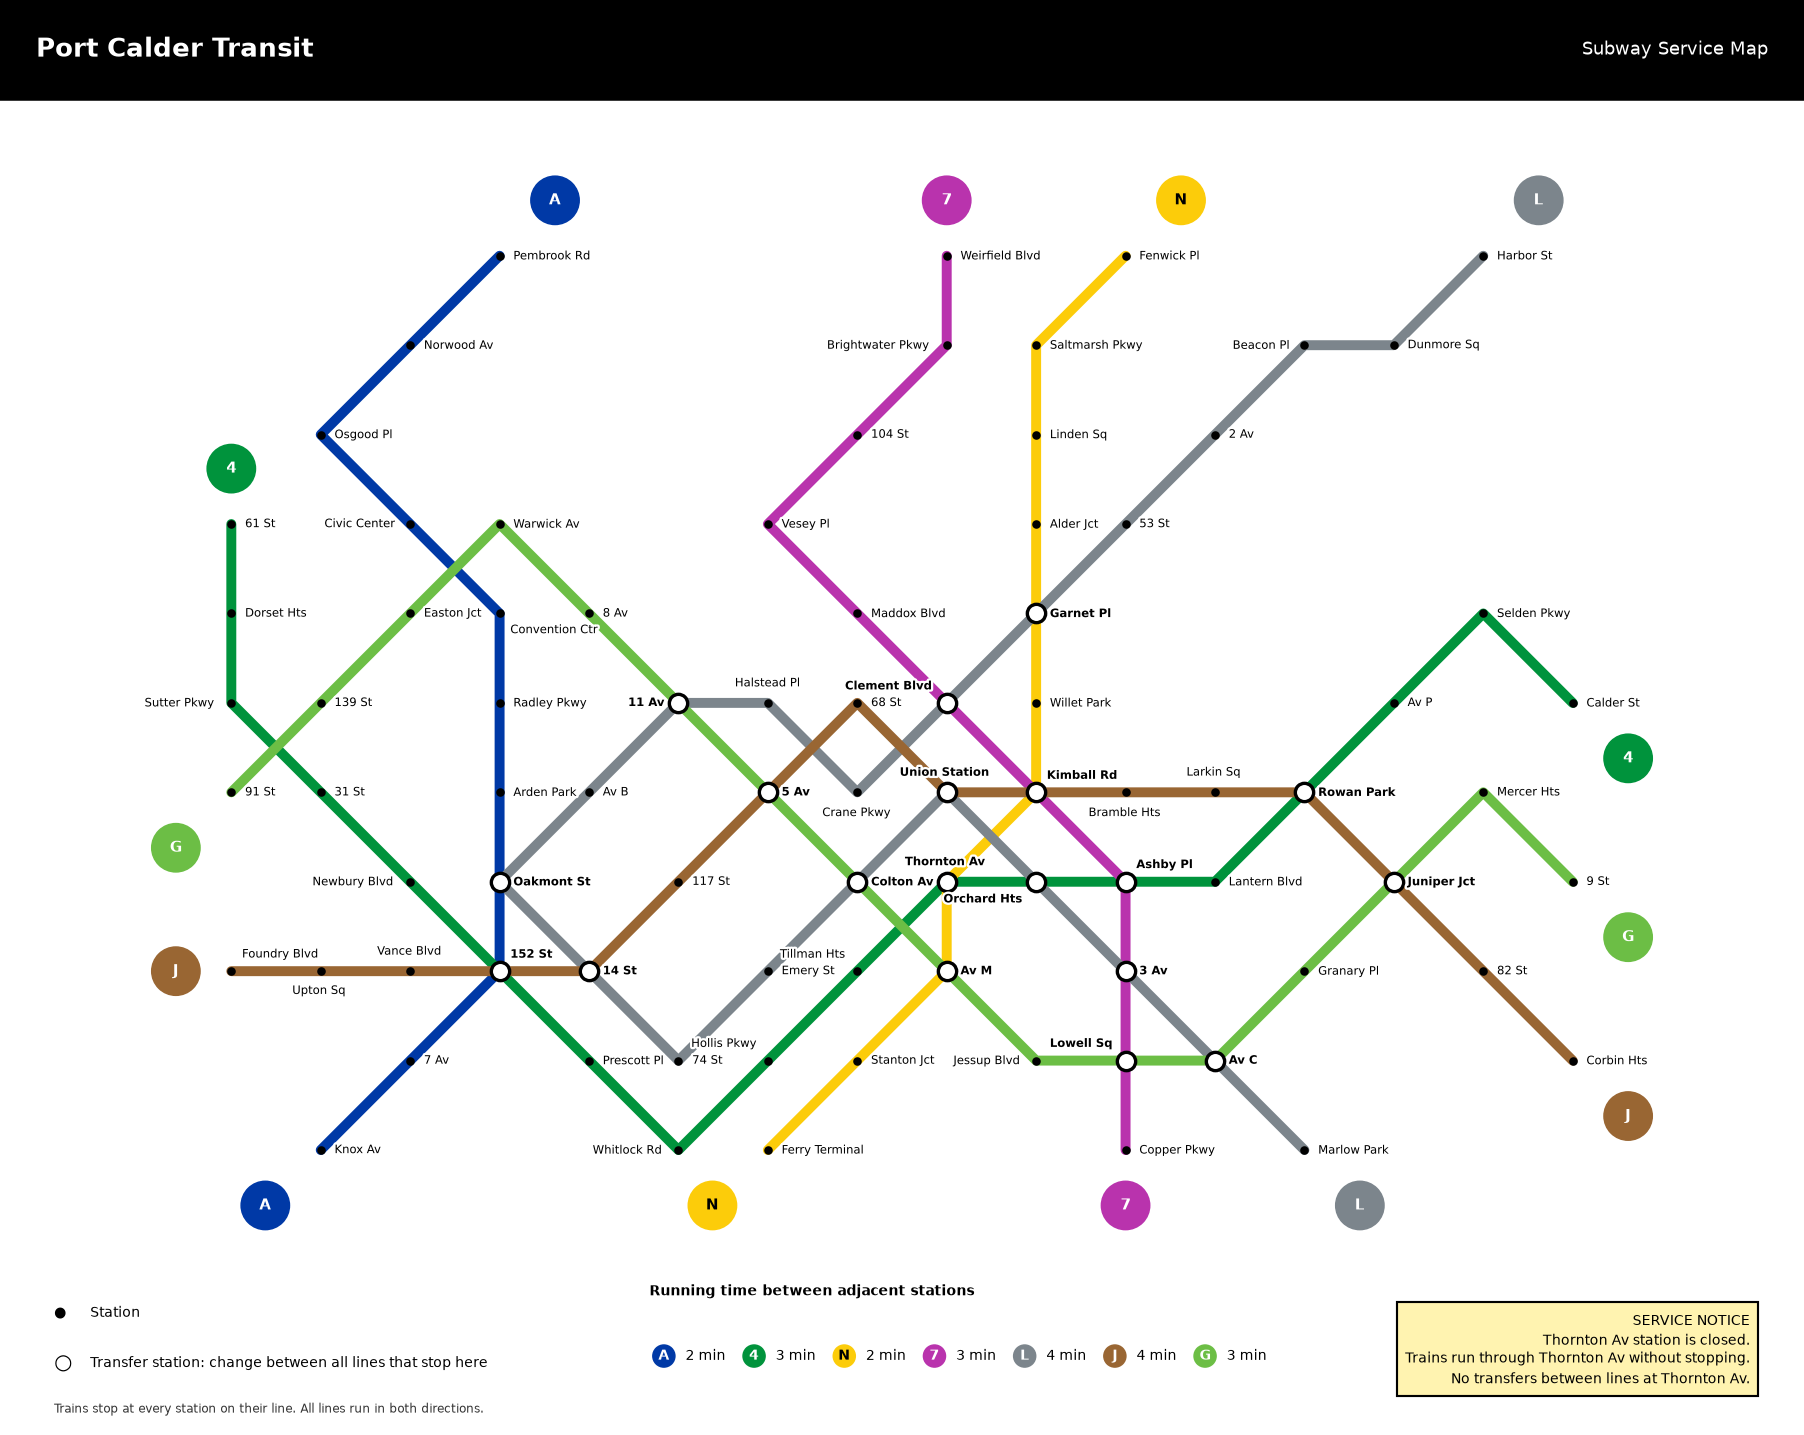 Port Calder Transit
Subway Service Map
A
7
N
L
Pembrook Rd
Weirfield Blvd
Fenwick Pl
Harbor St
Norwood Av
Brightwater Pkwy
Saltmarsh Pkwy
Beacon Pl
Dunmore Sq
Osgood Pl
104 St
Linden Sq
2 Av
4
61 St
Civic Center
Warwick Av
Vesey Pl
Alder Jct
53 St
Dorset Hts
Easton Jct
Convention Ctr
8 Av
Maddox Blvd
Garnet Pl
Selden Pkwy
Sutter Pkwy
139 St
Radley Pkwy
11 Av
Halstead Pl
Clement Blvd
68 St
Willet Park
Av P
Calder St
4
91 St
31 St
Arden Park
Av B
5 Av
Crane Pkwy
Union Station
Kimball Rd
Bramble Hts
Larkin Sq
Rowan Park
Mercer Hts
G
Newbury Blvd
Oakmont St
117 St
Colton Av
Thornton Av
Orchard Hts
Ashby Pl
Lantern Blvd
Juniper Jct
9 St
G
J
Foundry Blvd
Upton Sq
Vance Blvd
152 St
14 St
Tillman Hts
Emery St
Av M
3 Av
Granary Pl
82 St
7 Av
Prescott Pl
Hollis Pkwy
74 St
Stanton Jct
Jessup Blvd
Lowell Sq
Av C
Corbin Hts
J
Knox Av
Whitlock Rd
Ferry Terminal
Copper Pkwy
Marlow Park
A
N
7
L
Running time between adjacent stations
A 2 min 4 3 min N 2 min 7 3 min L 4 min J 4 min G 3 min
Station
Transfer station: change between all lines that stop here
Trains stop at every station on their line. All lines run in both directions.
SERVICE NOTICE
Thornton Av station is closed.
Trains run through Thornton Av without stopping.
No transfers between lines at Thornton Av.